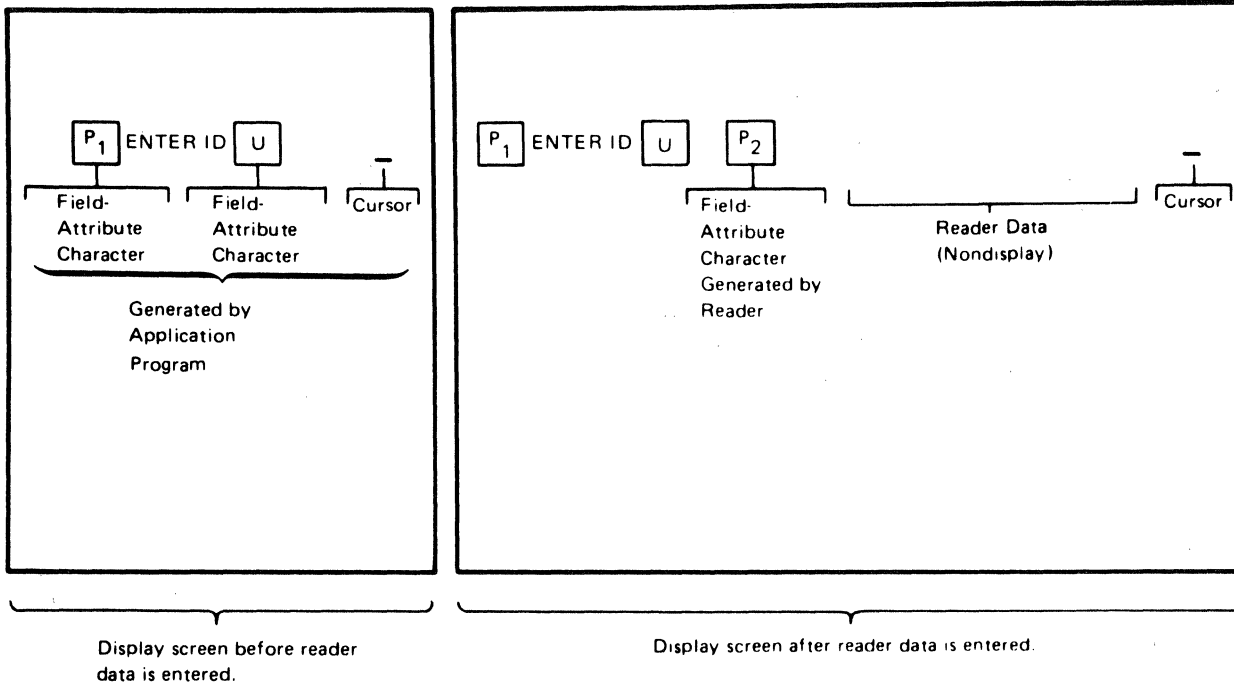 P1 ENTER ID U
Field-
Attribute
Character
Field-
Attribute
Character
Cursor
Generated by
Application
Program
Display screen before reader
data is entered.
P1 ENTER ID U P2
Field-
Attribute
Character
Generated by
Reader
Reader Data
(Nondisplay)
Cursor
Display screen after reader data is entered.